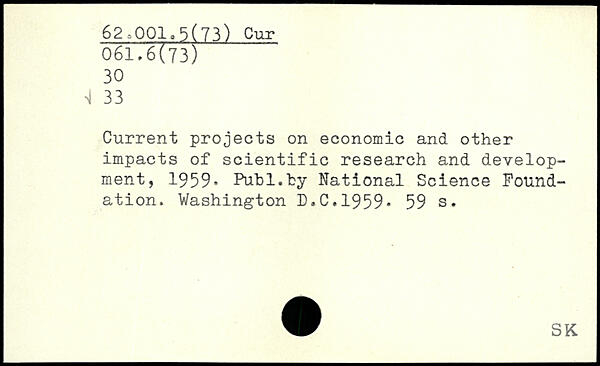 62.001.5(73) Cur
061.6(73)
30
√ 33
Current projects on economic and other
impacts of scientific research and develop-
ment, 1959. Publ.by National Science Found-
ation. Washington D.C.1959. 59 s.
SK